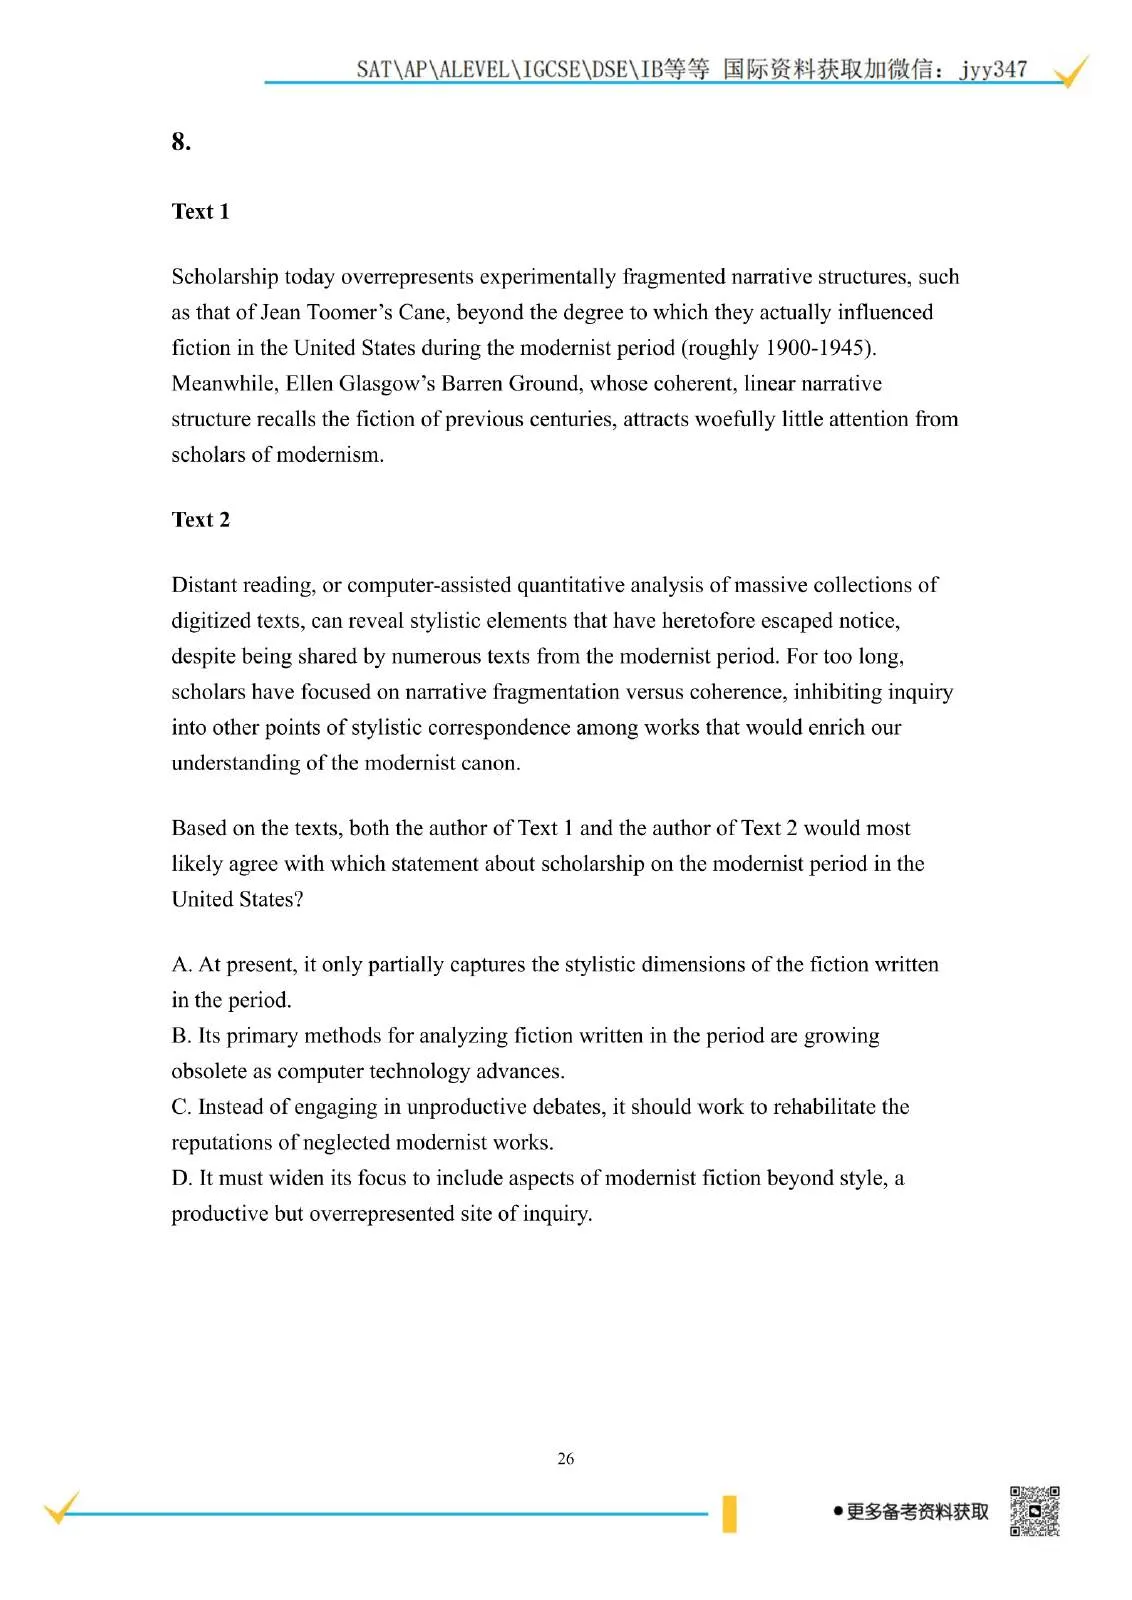 SAT\AP\ALEVEL\IGCSE\DSE\IB等等 国际资料获取加微信：jyy347
8.
Text 1
Scholarship today overrepresents experimentally fragmented narrative structures, such
as that of Jean Toomer’s Cane, beyond the degree to which they actually influenced
fiction in the United States during the modernist period (roughly 1900-1945).
Meanwhile, Ellen Glasgow’s Barren Ground, whose coherent, linear narrative
structure recalls the fiction of previous centuries, attracts woefully little attention from
scholars of modernism.
Text 2
Distant reading, or computer-assisted quantitative analysis of massive collections of
digitized texts, can reveal stylistic elements that have heretofore escaped notice,
despite being shared by numerous texts from the modernist period. For too long,
scholars have focused on narrative fragmentation versus coherence, inhibiting inquiry
into other points of stylistic correspondence among works that would enrich our
understanding of the modernist canon.
Based on the texts, both the author of Text 1 and the author of Text 2 would most
likely agree with which statement about scholarship on the modernist period in the
United States?
A. At present, it only partially captures the stylistic dimensions of the fiction written
in the period.
B. Its primary methods for analyzing fiction written in the period are growing
obsolete as computer technology advances.
C. Instead of engaging in unproductive debates, it should work to rehabilitate the
reputations of neglected modernist works.
D. It must widen its focus to include aspects of modernist fiction beyond style, a
productive but overrepresented site of inquiry.
26
●更多备考资料获取